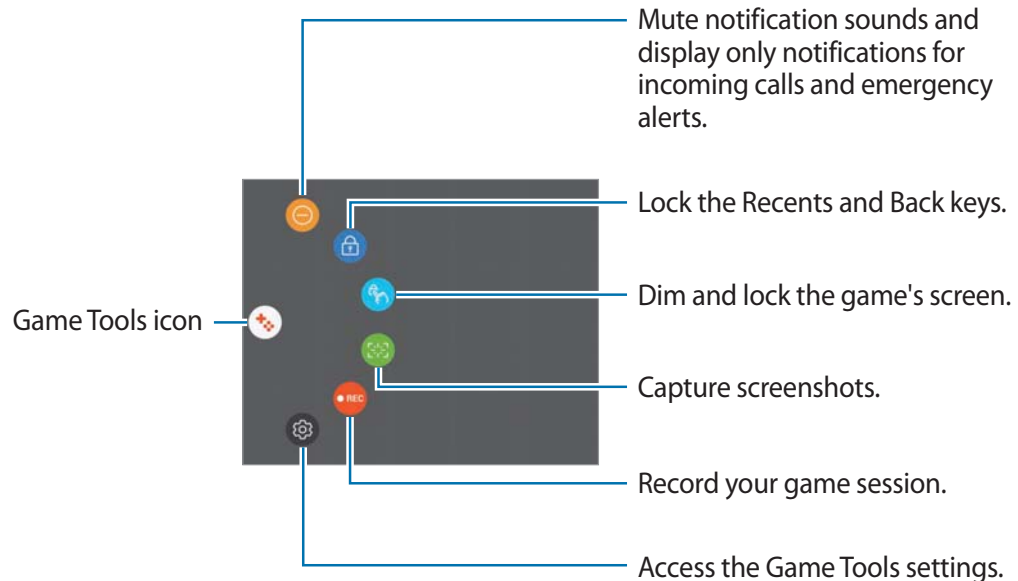 Mute notification sounds and
display only notifications for
incoming calls and emergency
alerts.
Lock the Recents and Back keys.
Dim and lock the game's screen.
Game Tools icon
Capture screenshots.
REC
Record your game session.
Access the Game Tools settings.